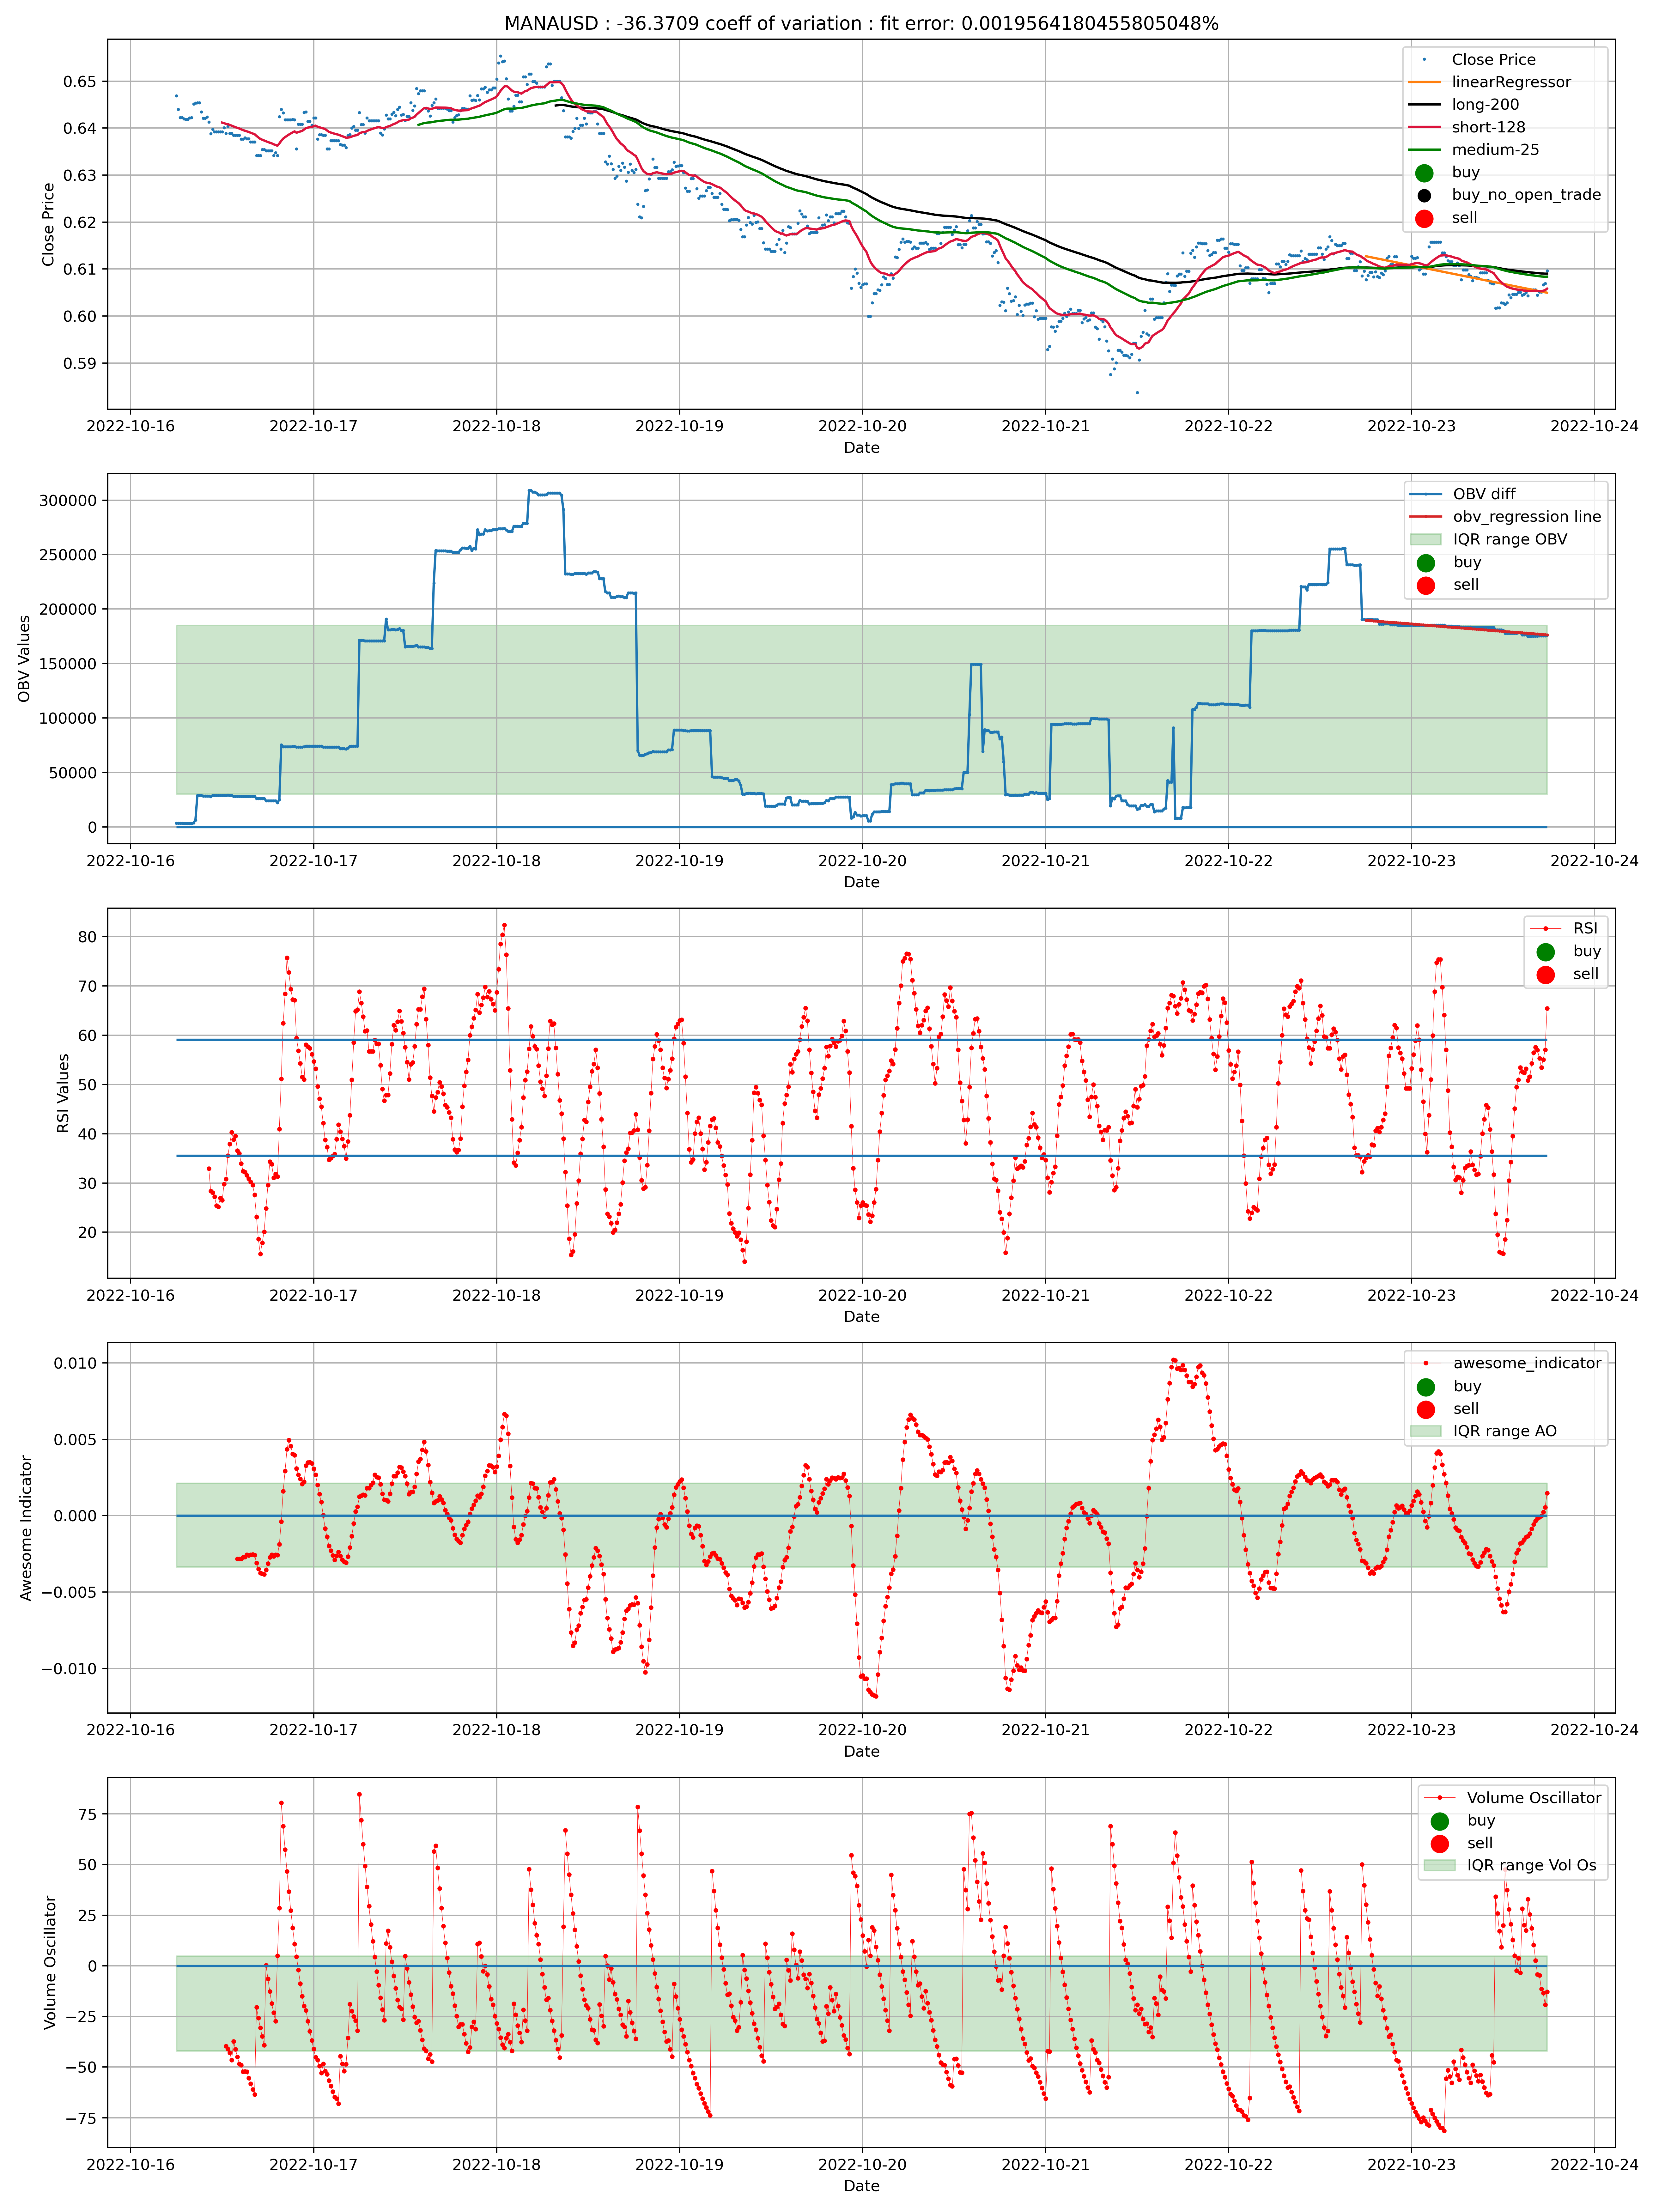 MANAUSD : -36.3709 coeff of variation : fit error: 0.0019564180455805048%
Close Price
0.65
0.64
0.63
0.62
0.61
0.60
0.59
Close Price
linearRegressor
long-200
short-128
medium-25
buy
buy_no_open_trade
sell
2022-10-16 2022-10-17 2022-10-18 2022-10-19 2022-10-20 2022-10-21 2022-10-22 2022-10-23 2022-10-24
Date
OBV Values
300000
250000
200000
150000
100000
50000
0
OBV diff
obv_regression line
IQR range OBV
buy
sell
2022-10-16 2022-10-17 2022-10-18 2022-10-19 2022-10-20 2022-10-21 2022-10-22 2022-10-23 2022-10-24
Date
RSI Values
80
70
60
50
40
30
20
RSI
buy
sell
2022-10-16 2022-10-17 2022-10-18 2022-10-19 2022-10-20 2022-10-21 2022-10-22 2022-10-23 2022-10-24
Date
Awesome Indicator
0.010
0.005
0.000
−0.005
−0.010
awesome_indicator
buy
sell
IQR range AO
2022-10-16 2022-10-17 2022-10-18 2022-10-19 2022-10-20 2022-10-21 2022-10-22 2022-10-23 2022-10-24
Date
Volume Oscillator
75
50
25
0
−25
−50
−75
Volume Oscillator
buy
sell
IQR range Vol Os
2022-10-16 2022-10-17 2022-10-18 2022-10-19 2022-10-20 2022-10-21 2022-10-22 2022-10-23 2022-10-24
Date